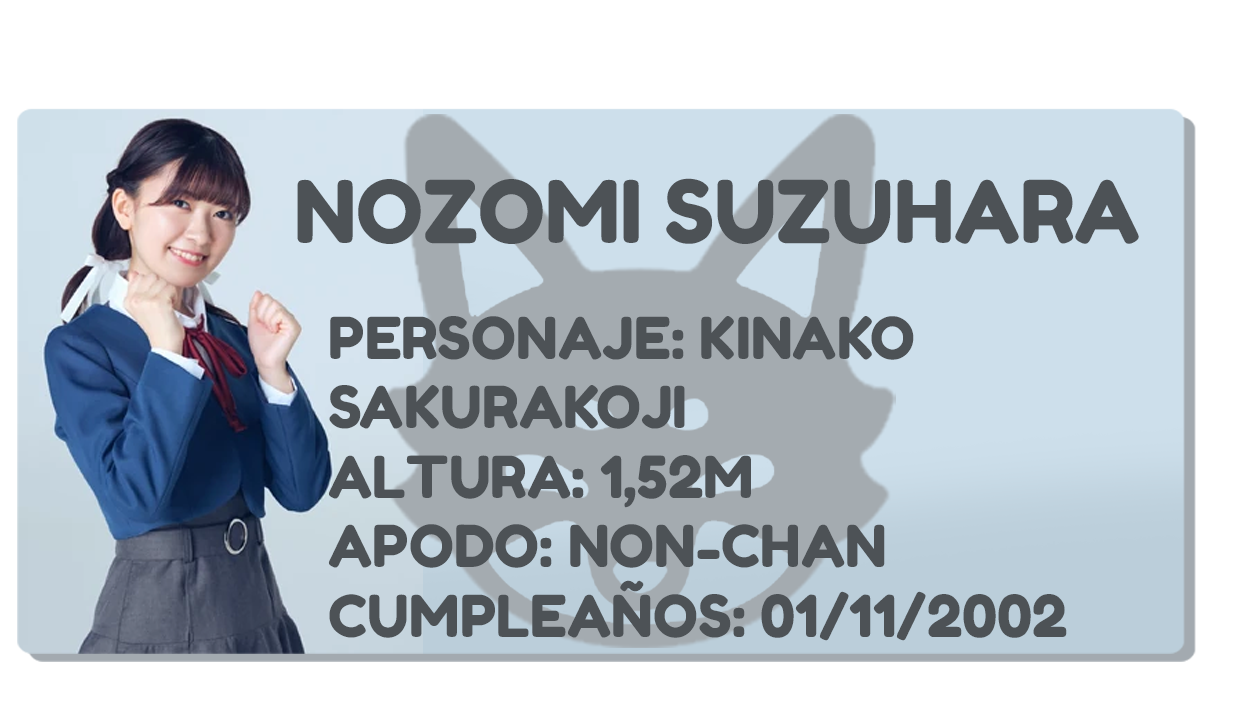 NOZOMI SUZUHARA
PERSONAJE: KINAKO
SAKURAKOJI
ALTURA: 1,52M
APODO: NON-CHAN
CUMPLEAÑOS: 01/11/2002